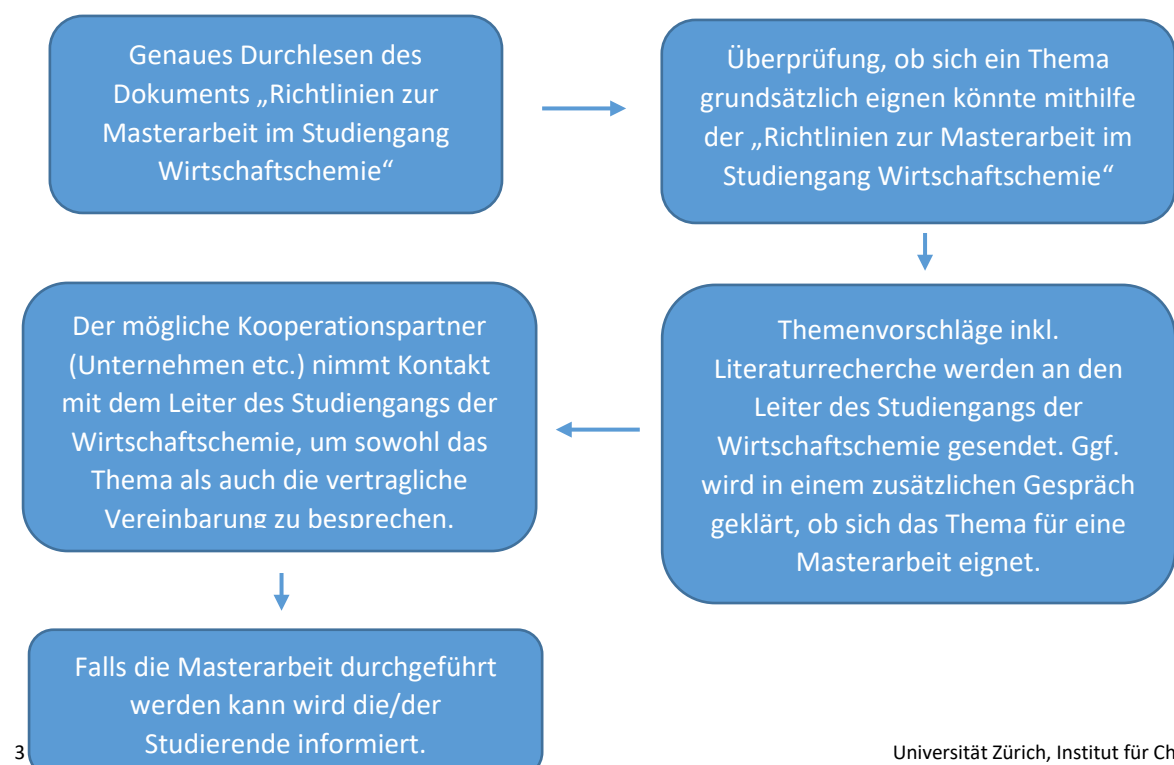 Genaues Durchlesen des
Dokuments „Richtlinien zur
Masterarbeit im Studiengang
Wirtschaftschemie“
Überprüfung, ob sich ein Thema
grundsätzlich eignen könnte mithilfe
der „Richtlinien zur Masterarbeit im
Studiengang Wirtschaftschemie“
Themenvorschläge inkl.
Literaturrecherche werden an den
Leiter des Studiengangs der
Wirtschaftschemie gesendet. Ggf.
wird in einem zusätzlichen Gespräch
geklärt, ob sich das Thema für eine
Masterarbeit eignet.
Der mögliche Kooperationspartner
(Unternehmen etc.) nimmt Kontakt
mit dem Leiter des Studiengangs der
Wirtschaftschemie, um sowohl das
Thema als auch die vertragliche
Vereinbarung zu besprechen.
Falls die Masterarbeit durchgeführt
werden kann wird die/der
Studierende informiert.
3
Universität Zürich, Institut für Ch